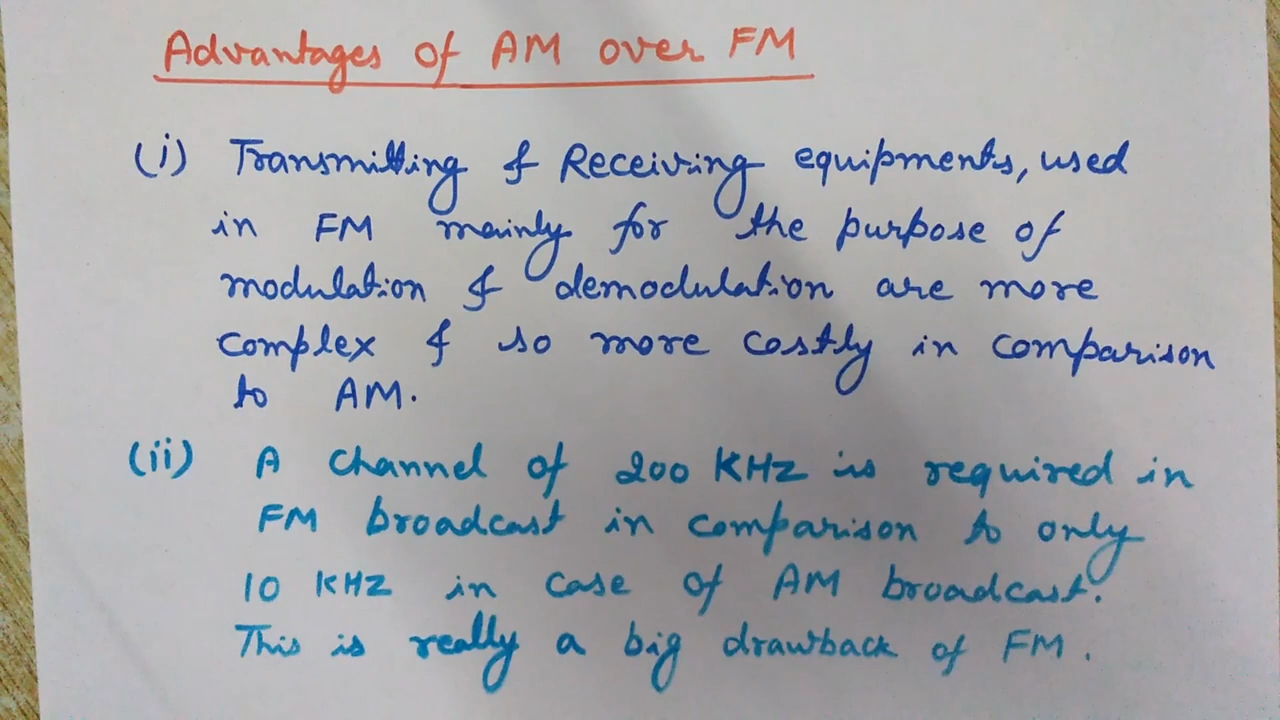 Advantages of AM over FM
(i) Transmitting & Receiving equipments, used
in FM mainly for the purpose of
modulation & demodulation are more
complex & so more costly in comparison
to AM.
(ii) A channel of 200 KHz is required in
FM broadcast in comparison to only
10 KHz in case of AM broadcast.
This is really a big drawback of FM.